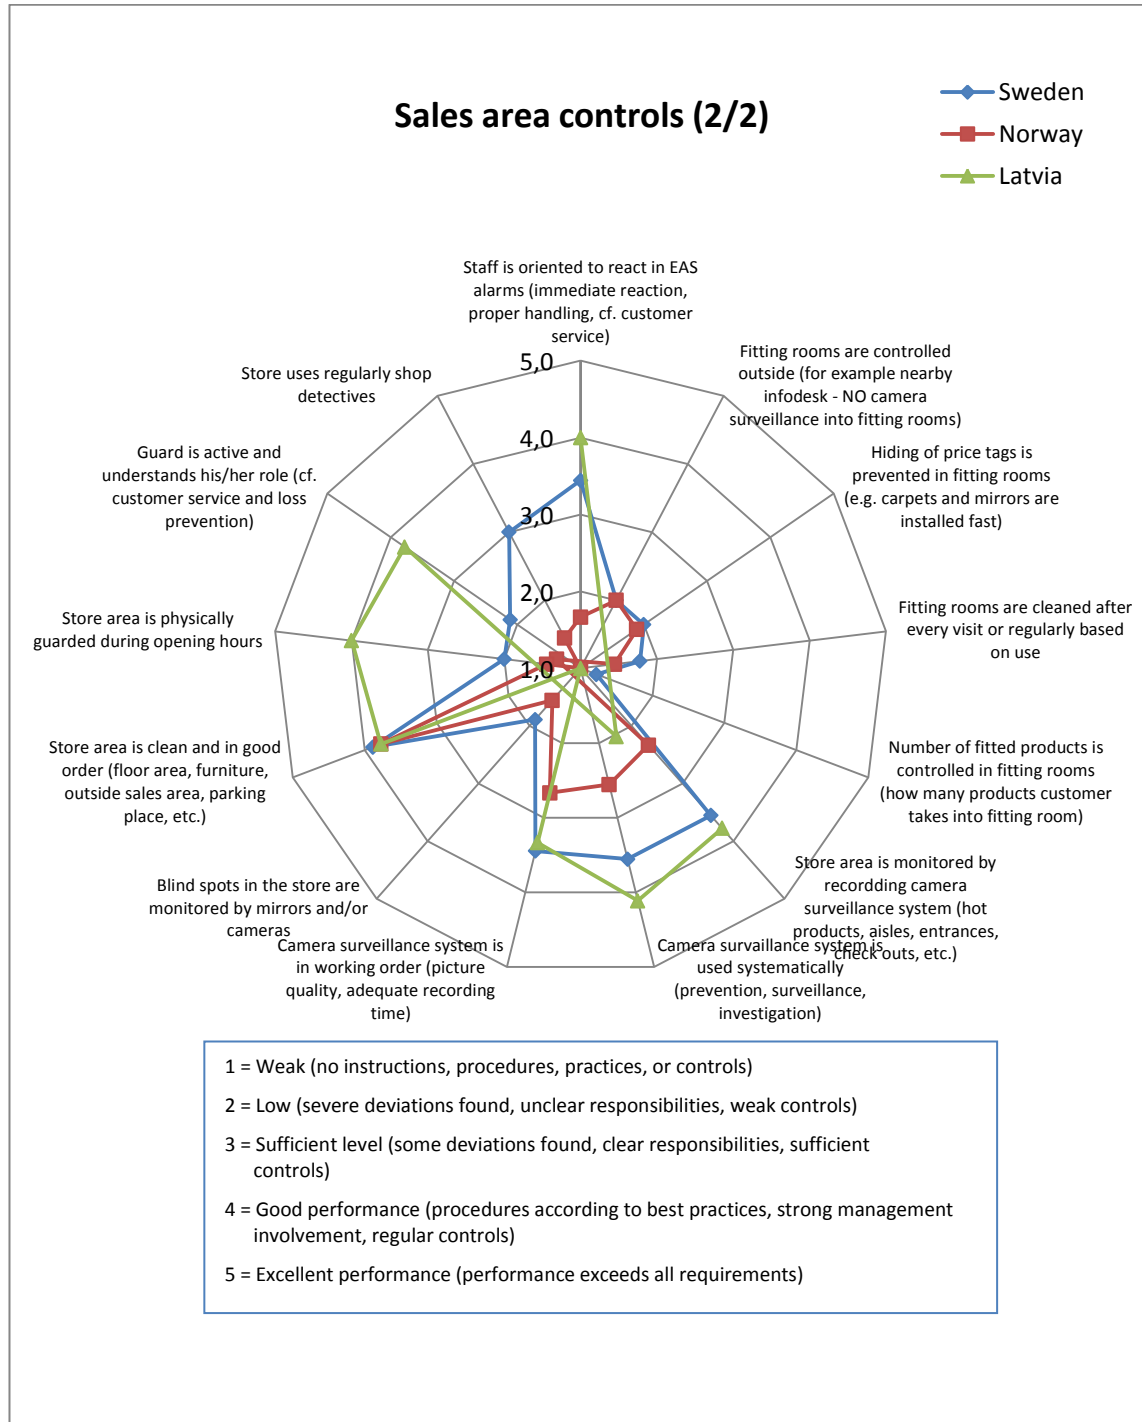 Sales area controls (2/2)
Sweden
Norway
Latvia
Staff is oriented to react in EAS
alarms (immediate reaction,
proper handling, cf. customer
service)
Fitting rooms are controlled
outside (for example nearby
infodesk - NO camera
surveillance into fitting rooms)
Hiding of price tags is
prevented in fitting rooms
(e.g. carpets and mirrors are
installed fast)
Fitting rooms are cleaned after
every visit or regularly based
on use
Number of fitted products is
controlled in fitting rooms
(how many products customer
takes into fitting room)
Store area is monitored by
recordding camera
surveillance system (hot
products, aisles, entrances,
check outs, etc.)
Camera survaillance system is
used systematically
(prevention, surveillance,
investigation)
Camera surveillance system is
in working order (picture
quality, adequate recording
time)
Blind spots in the store are
monitored by mirrors and/or
cameras
Store area is clean and in good
order (floor area, furniture,
outside sales area, parking
place, etc.)
Store area is physically
guarded during opening hours
Guard is active and
understands his/her role (cf.
customer service and loss
prevention)
Store uses regularly shop
detectives
5,0
4,0
3,0
2,0
1,0
1 = Weak (no instructions, procedures, practices, or controls)
2 = Low (severe deviations found, unclear responsibilities, weak controls)
3 = Sufficient level (some deviations found, clear responsibilities, sufficient
controls)
4 = Good performance (procedures according to best practices, strong management
involvement, regular controls)
5 = Excellent performance (performance exceeds all requirements)